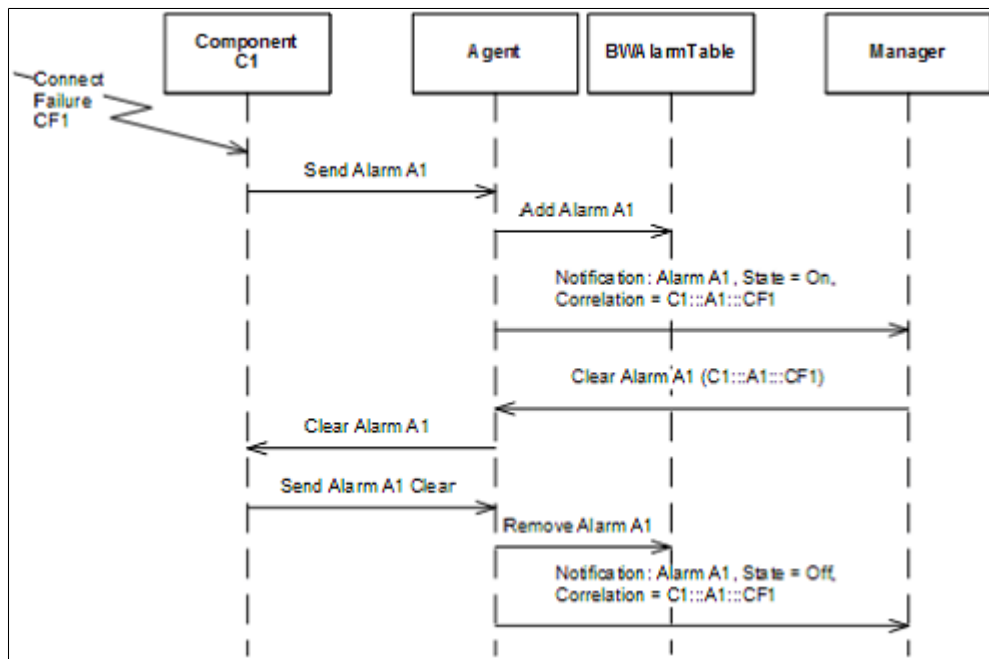 Component
C1
Agent
BWAlarmTable
Manager
Connect
Failure
CF1
Send Alarm A1
Add Alarm A1
Notification: Alarm A1, State = On,
Correlation = C1:::A1:::CF1
Clear Alarm A1 (C1:::A1:::CF1)
Clear Alarm A1
Send Alarm A1 Clear
Remove Alarm A1
Notification: Alarm A1, State = Off,
Correlation = C1:::A1:::CF1